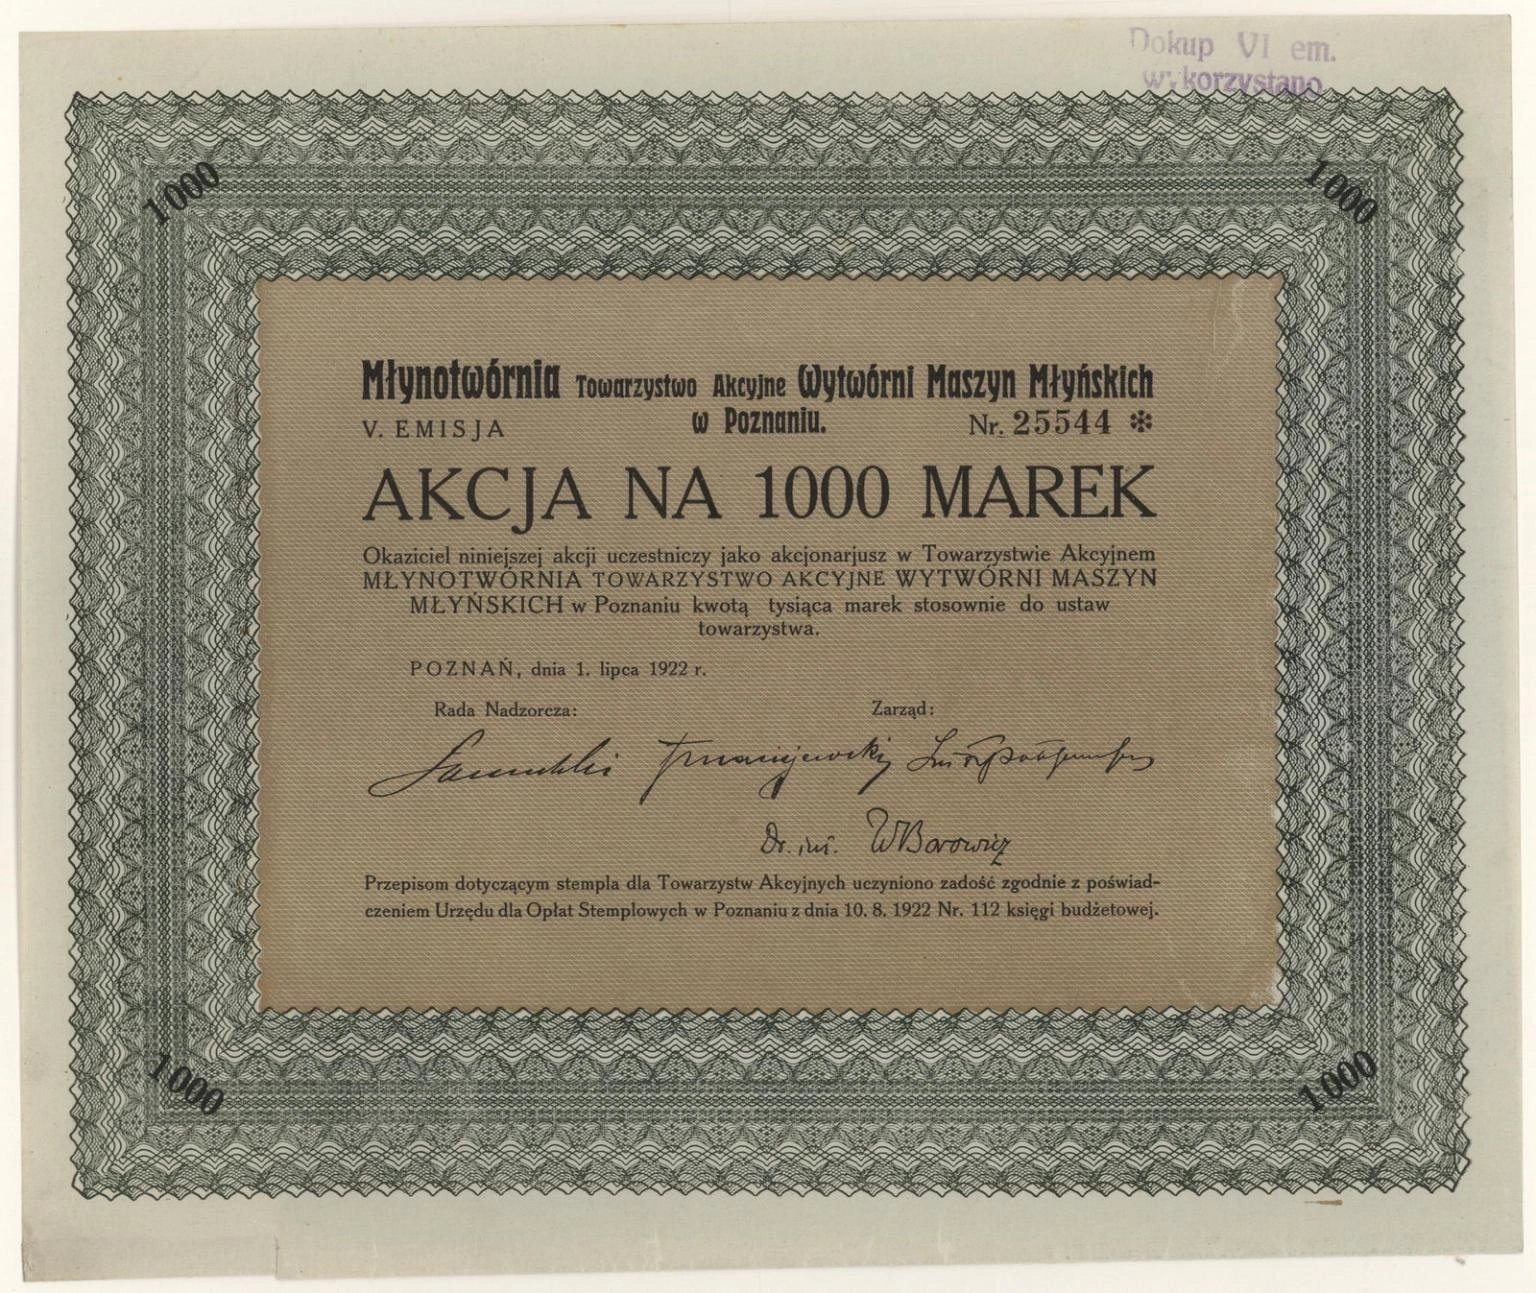 Dokup VI em.
wykorzystano
1000
1000
Młynotwórnia Towarzystwo Akcyjne Wytwórni Maszyn Młyńskich
w Poznaniu.
V. EMISJA
Nr. 25544 *
AKCJA NA 1000 MAREK
Okaziciel niniejszej akcji uczestniczy jako akcjonarjusz w Towarzystwie Akcyjnem
MŁYNOTWÓRNIA TOWARZYSTWO AKCYJNE WYTWÓRNI MASZYN
MŁYŃSKICH w Poznaniu kwotą tysiąca marek stosownie do ustaw
towarzystwa.
POZNAŃ, dnia 1. lipca 1922 r.
Rada Nadzorcza:
Zarząd:
Dr. inż. WBorowicz
Przepisom dotyczącym stempla dla Towarzystw Akcyjnych uczyniono zadość zgodnie z poświad-
czeniem Urzędu dla Opłat Stemplowych w Poznaniu z dnia 10. 8. 1922 Nr. 112 księgi budżetowej.
1000
1000